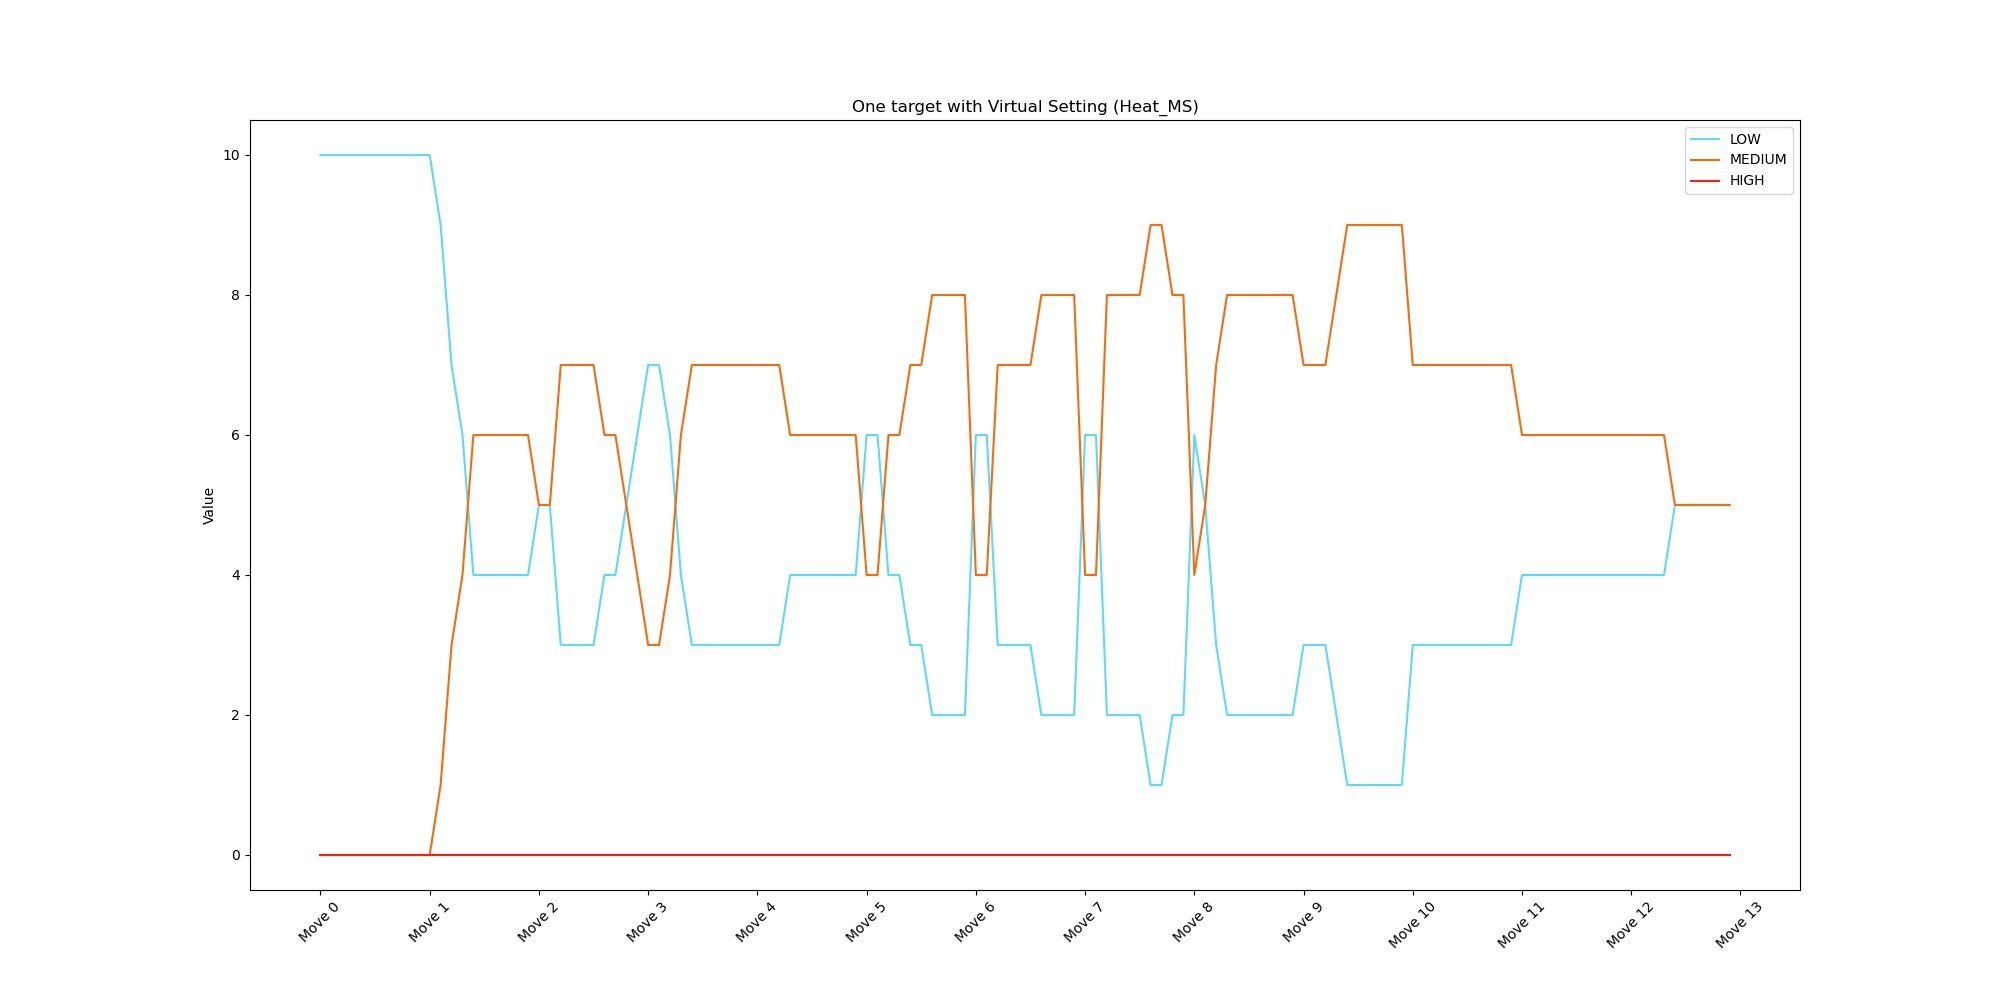 One target with Virtual Setting (Heat_MS)
LOW
MEDIUM
HIGH
10
8
6
4
2
0
Value
Move 0
Move 1
Move 2
Move 3
Move 4
Move 5
Move 6
Move 7
Move 8
Move 9
Move 10
Move 11
Move 12
Move 13